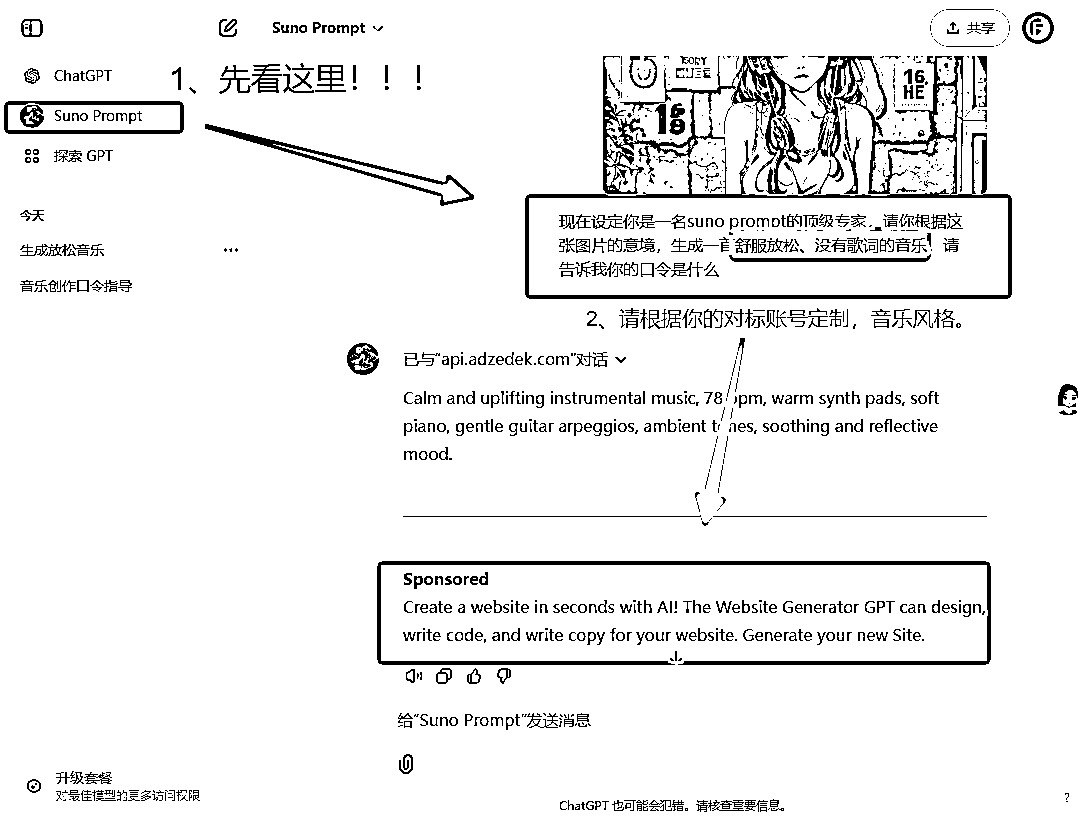 Suno Prompt
共享
ChatGPT
1、先看这里！！！
Suno Prompt
探索 GPT
今天
生成放松音乐
音乐创作口令指导
16
HE
16
现在设定你是一名suno prompt的顶级专家，请你根据这
张图片的意境，生成一首舒服放松、没有歌词的音乐，请
告诉我你的口令是什么
2、请根据你的对标账号定制，音乐风格。
已与“api.adzedek.com”对话
Calm and uplifting instrumental music, 78 bpm, warm synth pads, soft
piano, gentle guitar arpeggios, ambient tones, soothing and reflective
mood.
Sponsored
Create a website in seconds with AI! The Website Generator GPT can design,
write code, and write copy for your website. Generate your new Site.
给“Suno Prompt”发送消息
升级套餐
对最佳模型的更多访问权限
ChatGPT 也可能会犯错。请核查重要信息。
?